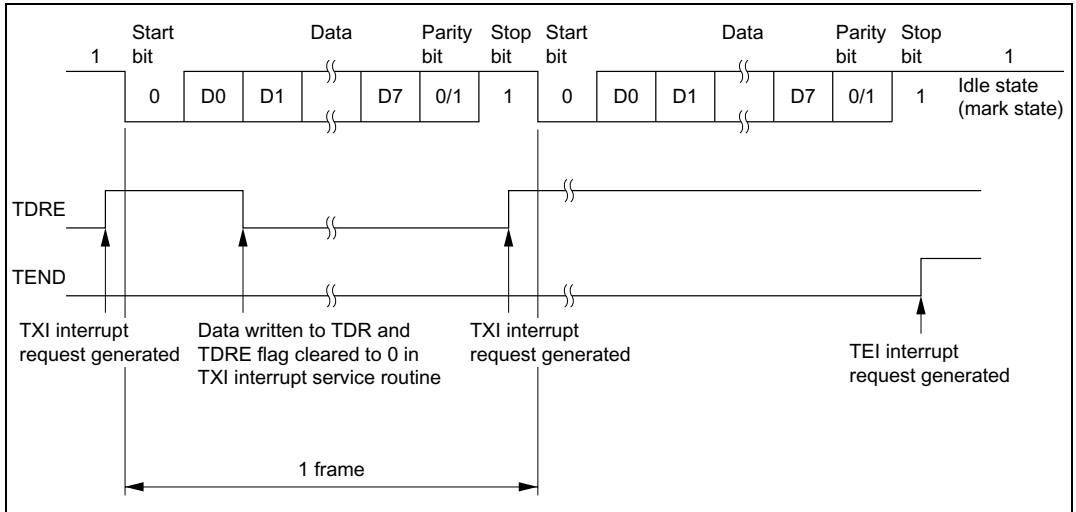 Start Data Parity Stop Start Data Parity Stop
1 bit bit bit bit bit bit 1
0 D0 D1 D7 0/1 1 0 D0 D1 D7 0/1 1 Idle state
(mark state)
TDRE
TEND
TXI interrupt
request generated
Data written to TDR and
TDRE flag cleared to 0 in
TXI interrupt service routine
TXI interrupt
request generated
TEI interrupt
request generated
1 frame